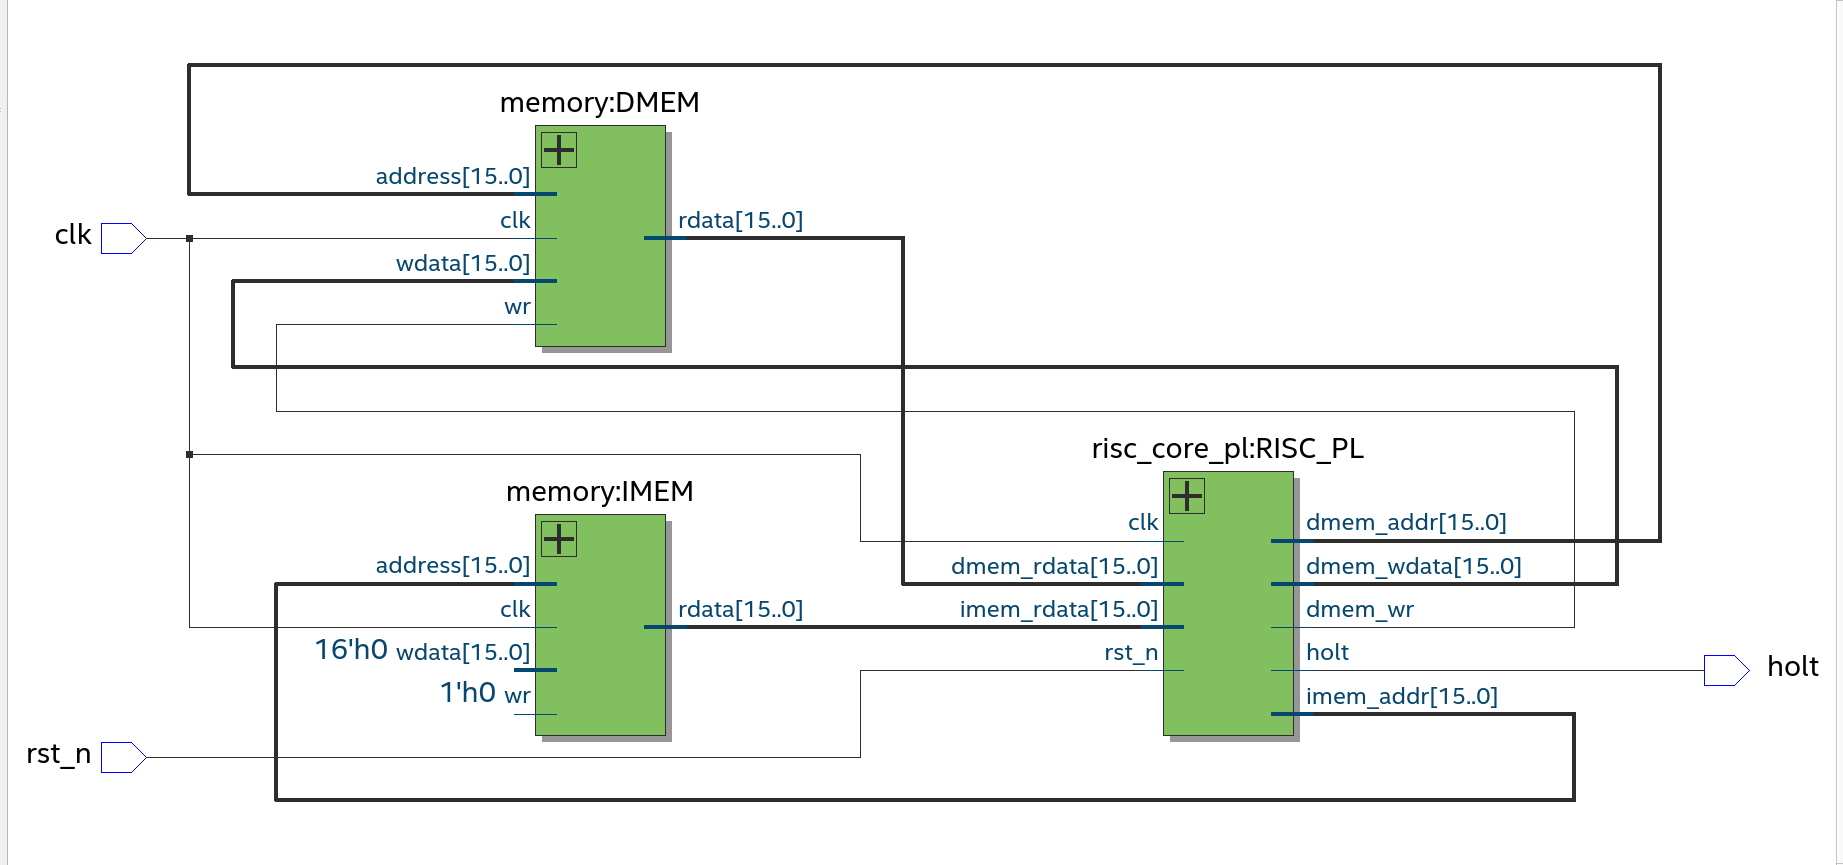 memory:DMEM
address[15..0]
clk
rdata[15..0]
clk
wdata[15..0]
wr
risc_core_pl:RISC_PL
memory:IMEM
clk
dmem_addr[15..0]
address[15..0]
dmem_rdata[15..0]
dmem_wdata[15..0]
clk
rdata[15..0]
imem_rdata[15..0]
dmem_wr
16'h0 wdata[15..0]
rst_n
holt
holt
1'h0 wr
imem_addr[15..0]
rst_n